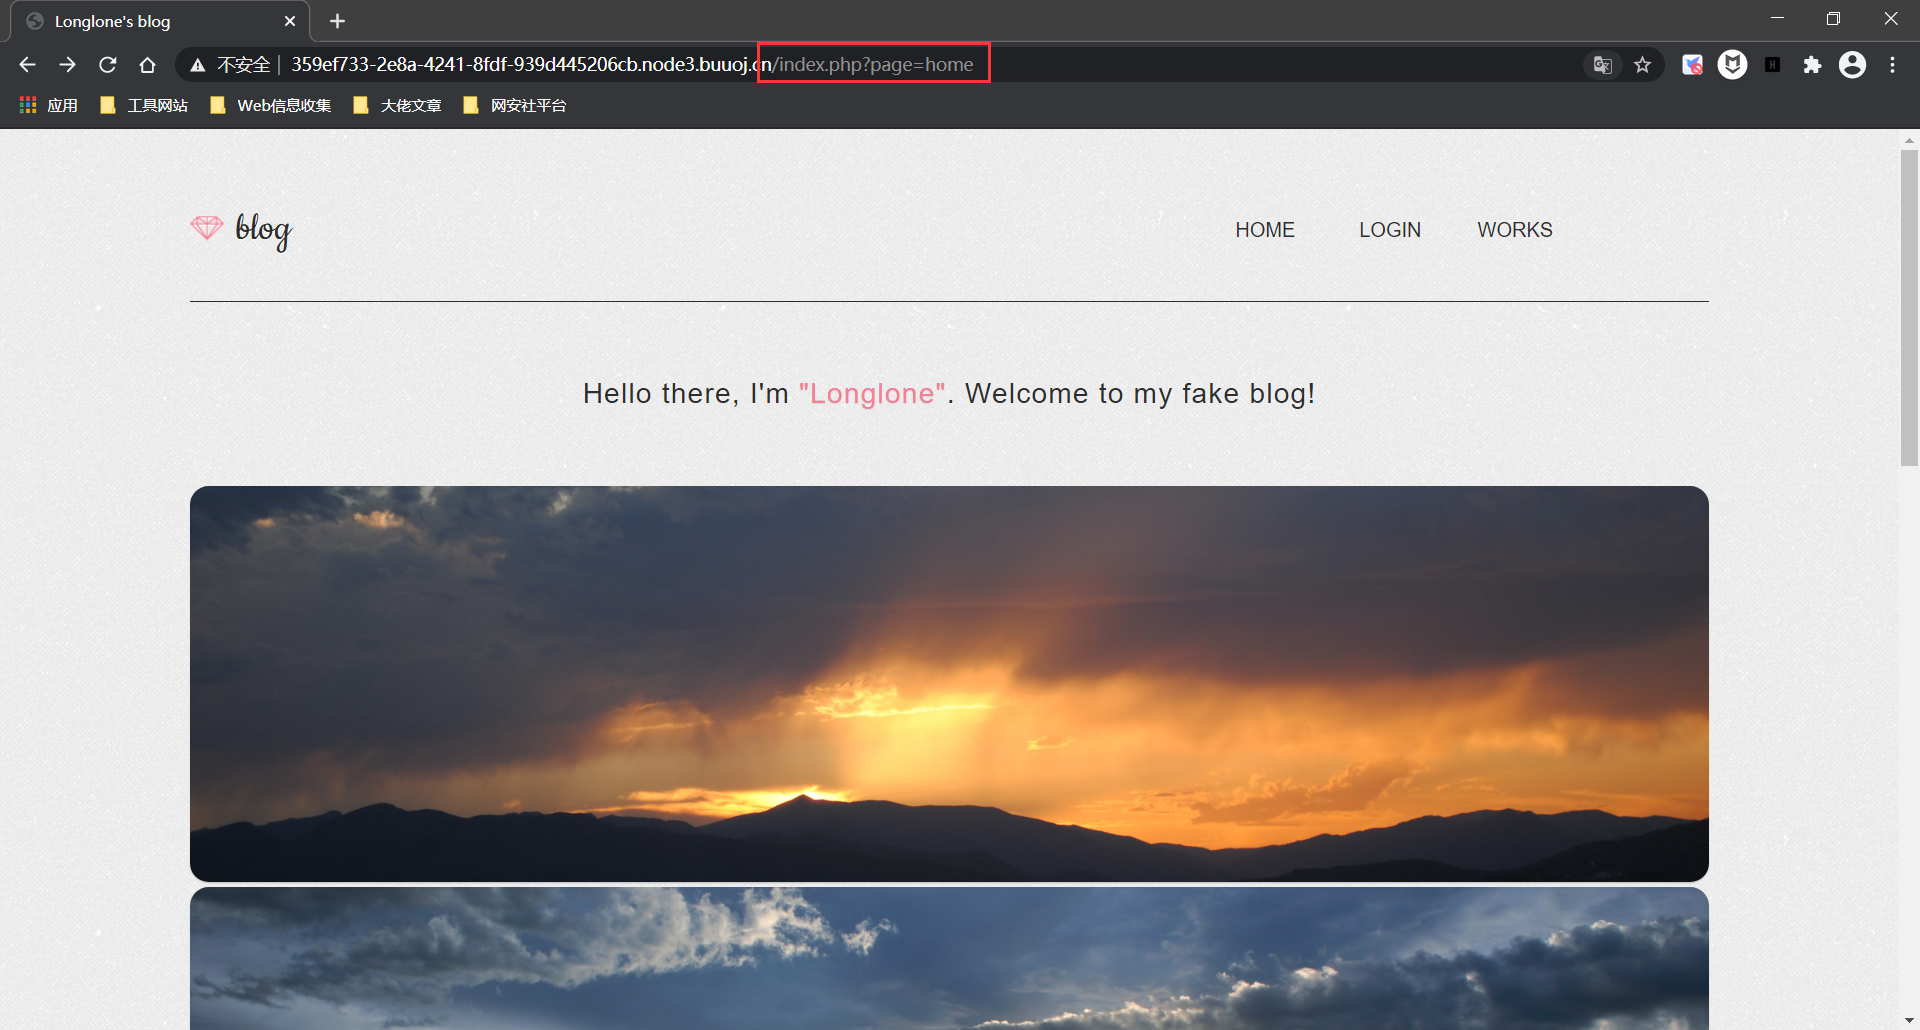 Longlone's blog
不安全 359ef733-2e8a-4241-8fdf-939d445206cb.node3.buuoj.cn/index.php?page=home
应用 工具网站 Web信息收集 大佬文章 网安社平台
blog HOME LOGIN WORKS
Hello there, I'm "Longlone". Welcome to my fake blog!